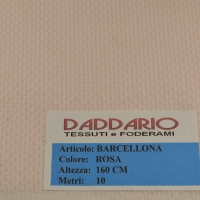 DADDARIO
TESSUTI e FODERAMI
Articolo: BARCELLONA
Colore: ROSA
Altezza: 160 CM
Metri: 10